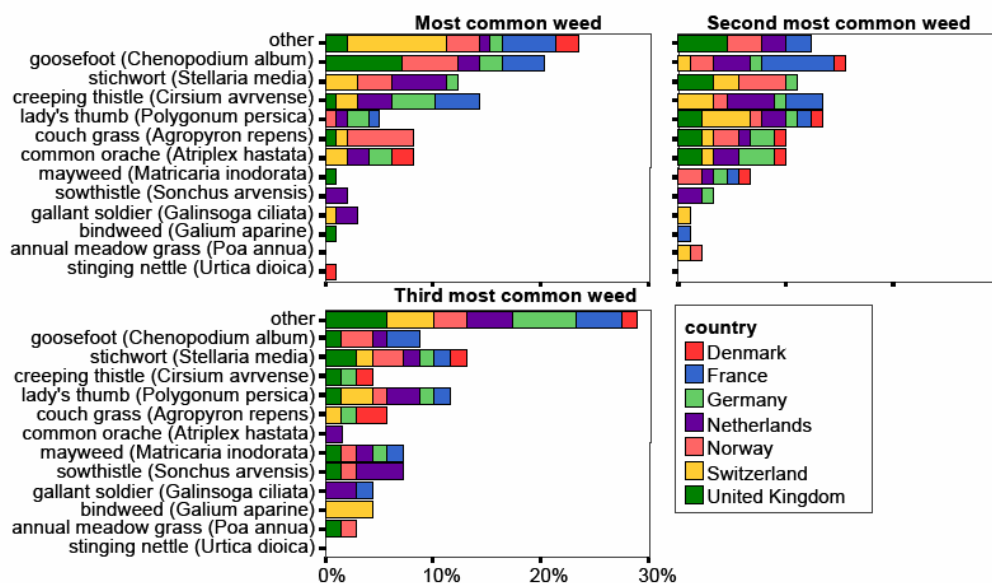 Most common weed
Second most common weed
other
goosefoot (Chenopodium album)
stichwort (Stellaria media)
creeping thistle (Cirsium avrvense)
lady's thumb (Polygonum persica)
couch grass (Agropyron repens)
common orache (Atriplex hastata)
mayweed (Matricaria inodorata)
sowthistle (Sonchus arvensis)
gallant soldier (Galinsoga ciliata)
bindweed (Galium aparine)
annual meadow grass (Poa annua)
stinging nettle (Urtica dioica)
Third most common weed
other
goosefoot (Chenopodium album)
stichwort (Stellaria media)
creeping thistle (Cirsium avrvense)
lady's thumb (Polygonum persica)
couch grass (Agropyron repens)
common orache (Atriplex hastata)
mayweed (Matricaria inodorata)
sowthistle (Sonchus arvensis)
gallant soldier (Galinsoga ciliata)
bindweed (Galium aparine)
annual meadow grass (Poa annua)
stinging nettle (Urtica dioica)
0% 10% 20% 30%
country
Denmark
France
Germany
Netherlands
Norway
Switzerland
United Kingdom